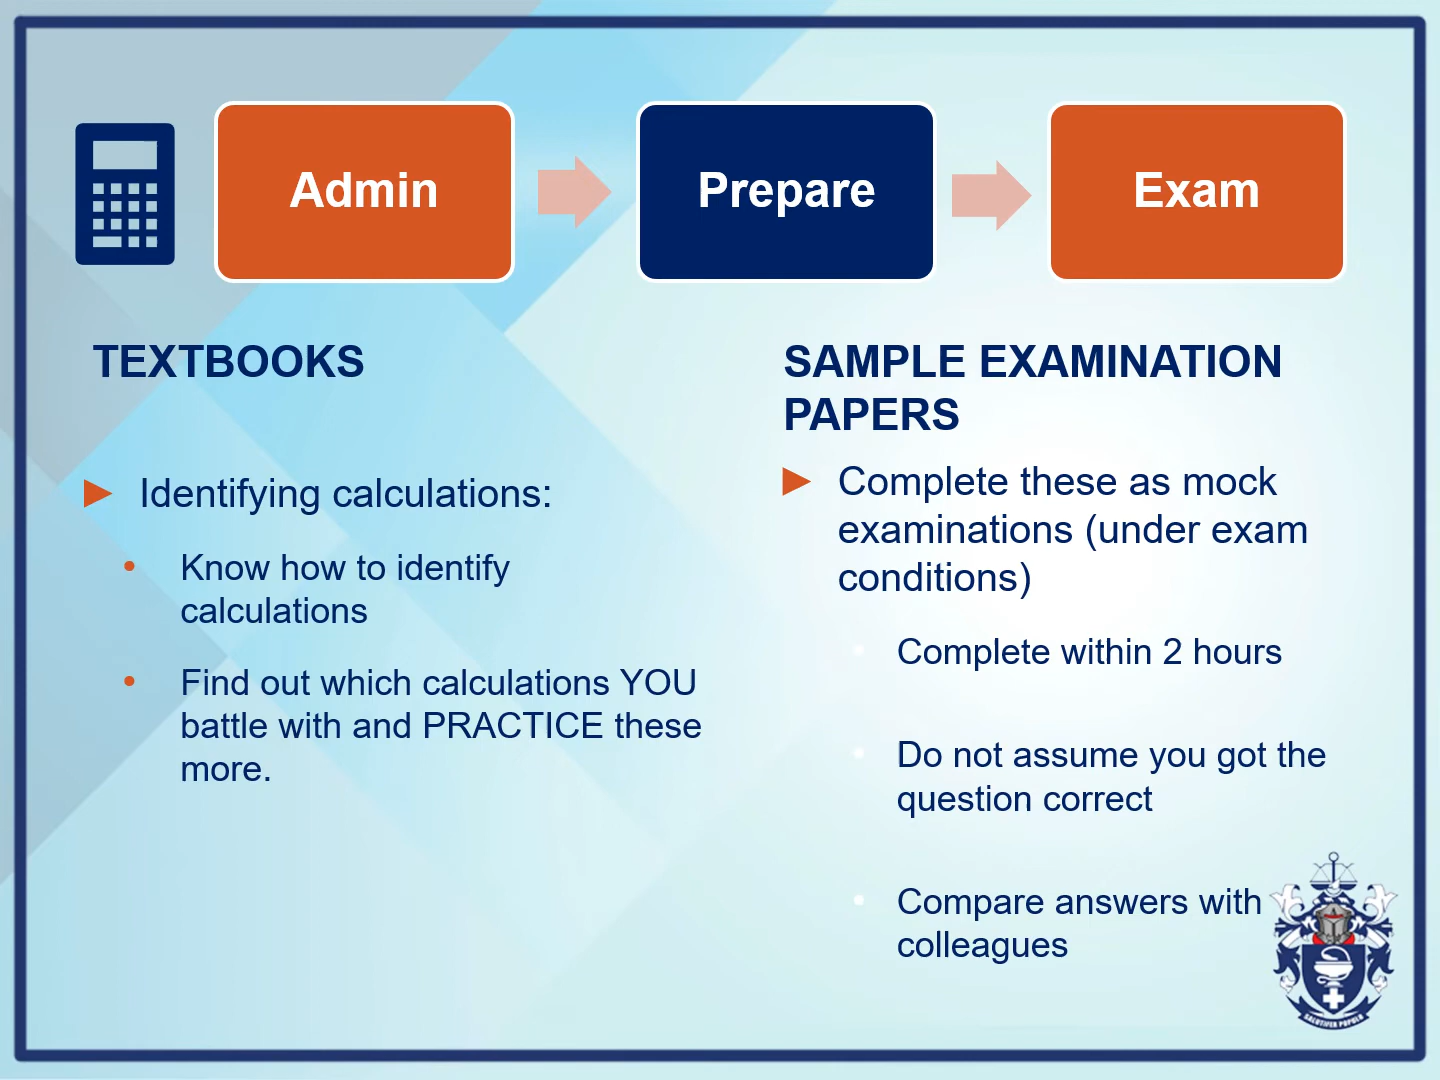 Admin
Prepare
Exam
TEXTBOOKS
Identifying calculations:
Know how to identify
calculations
Find out which calculations YOU
battle with and PRACTICE these
more.
SAMPLE EXAMINATION
PAPERS
Complete these as mock
examinations (under exam
conditions)
Complete within 2 hours
Do not assume you got the
question correct
Compare answers with
colleagues
SALUTIFER POPULO